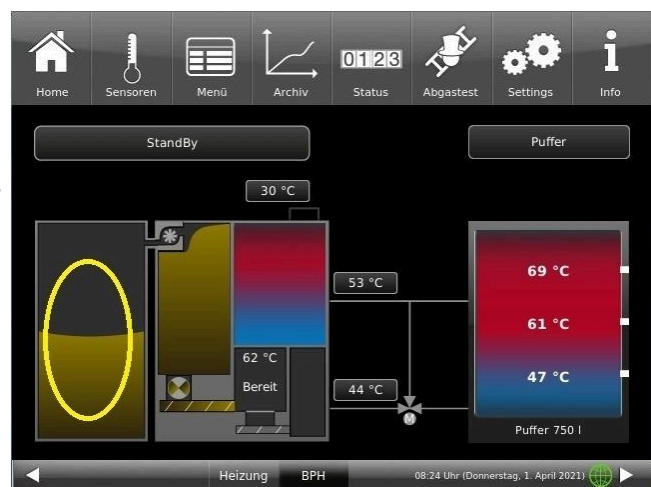 Home Sensoren Menü Archiv 0123 Status Abgastest Settings i Info
StandBy Puffer
30 °C
53 °C 69 °C
61 °C
62 °C
Bereit 44 °C 47 °C
M
Puffer 750 l
Heizung BPH 08:24 Uhr (Donnerstag, 1. April 2021)